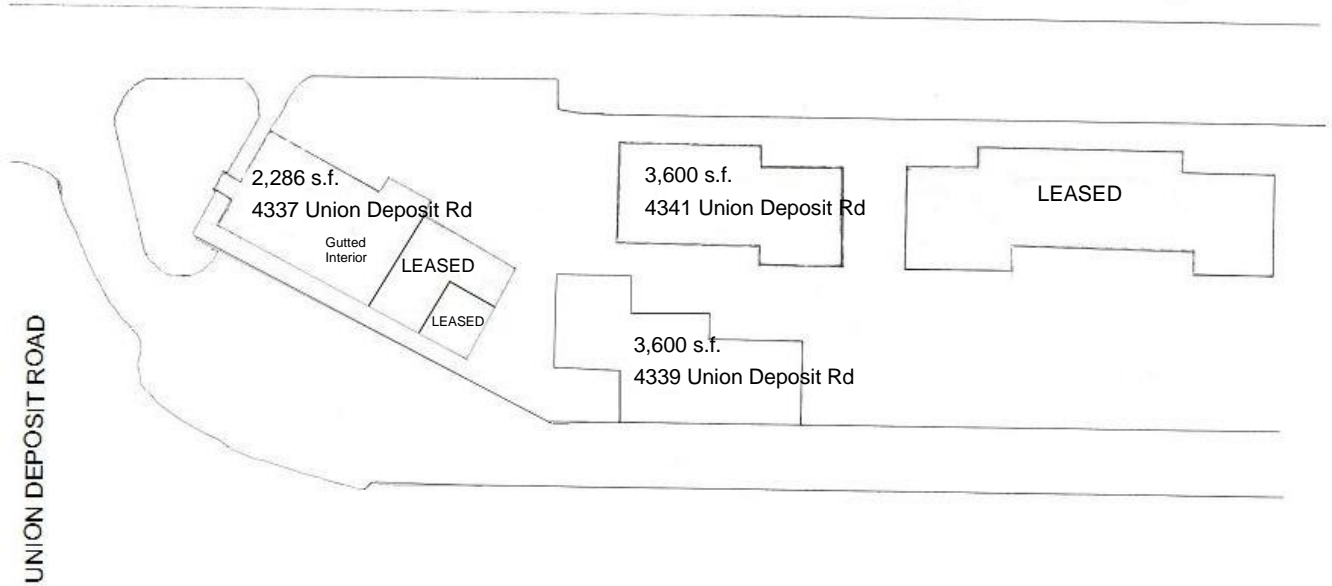 2,286 s.f.
4337 Union Deposit Rd
Gutted
Interior
LEASED
LEASED
3,600 s.f.
4341 Union Deposit Rd
LEASED
3,600 s.f.
4339 Union Deposit Rd
UNION DEPOSIT ROAD